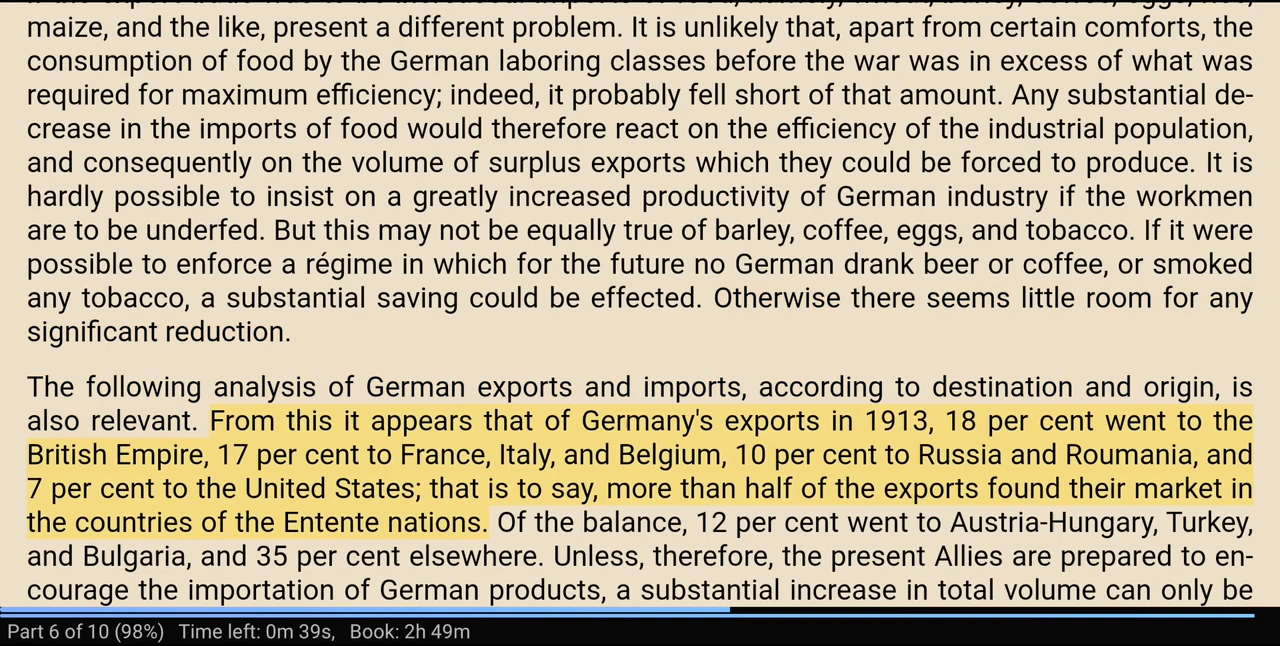 maize, and the like, present a different problem. It is unlikely that, apart from certain comforts, the
consumption of food by the German laboring classes before the war was in excess of what was
required for maximum efficiency; indeed, it probably fell short of that amount. Any substantial de-
crease in the imports of food would therefore react on the efficiency of the industrial population,
and consequently on the volume of surplus exports which they could be forced to produce. It is
hardly possible to insist on a greatly increased productivity of German industry if the workmen
are to be underfed. But this may not be equally true of barley, coffee, eggs, and tobacco. If it were
possible to enforce a régime in which for the future no German drank beer or coffee, or smoked
any tobacco, a substantial saving could be effected. Otherwise there seems little room for any
significant reduction.
The following analysis of German exports and imports, according to destination and origin, is
also relevant. From this it appears that of Germany's exports in 1913, 18 per cent went to the
British Empire, 17 per cent to France, Italy, and Belgium, 10 per cent to Russia and Roumania, and
7 per cent to the United States; that is to say, more than half of the exports found their market in
the countries of the Entente nations. Of the balance, 12 per cent went to Austria-Hungary, Turkey,
and Bulgaria, and 35 per cent elsewhere. Unless, therefore, the present Allies are prepared to en-
courage the importation of German products, a substantial increase in total volume can only be
Part 6 of 10 (98%) Time left: 0m 39s, Book: 2h 49m